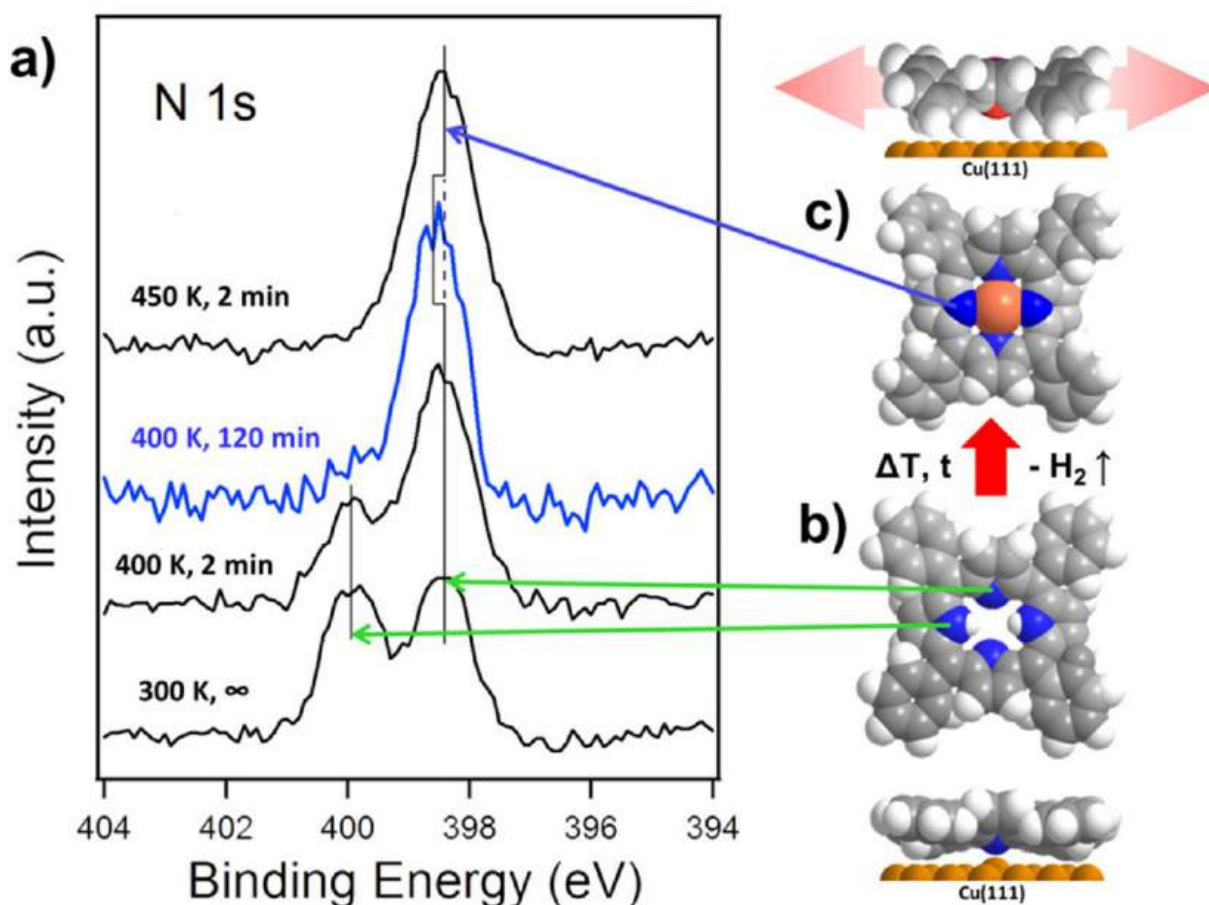 a)
N 1s
450 K, 2 min
400 K, 120 min
400 K, 2 min
300 K, ∞
Intensity (a.u.)
404 402 400 398 396 394
Binding Energy (eV)
Cu(111)
c)
ΔT, t - H₂ ↑
b)
Cu(111)